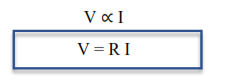 V ∝ I
V = R I